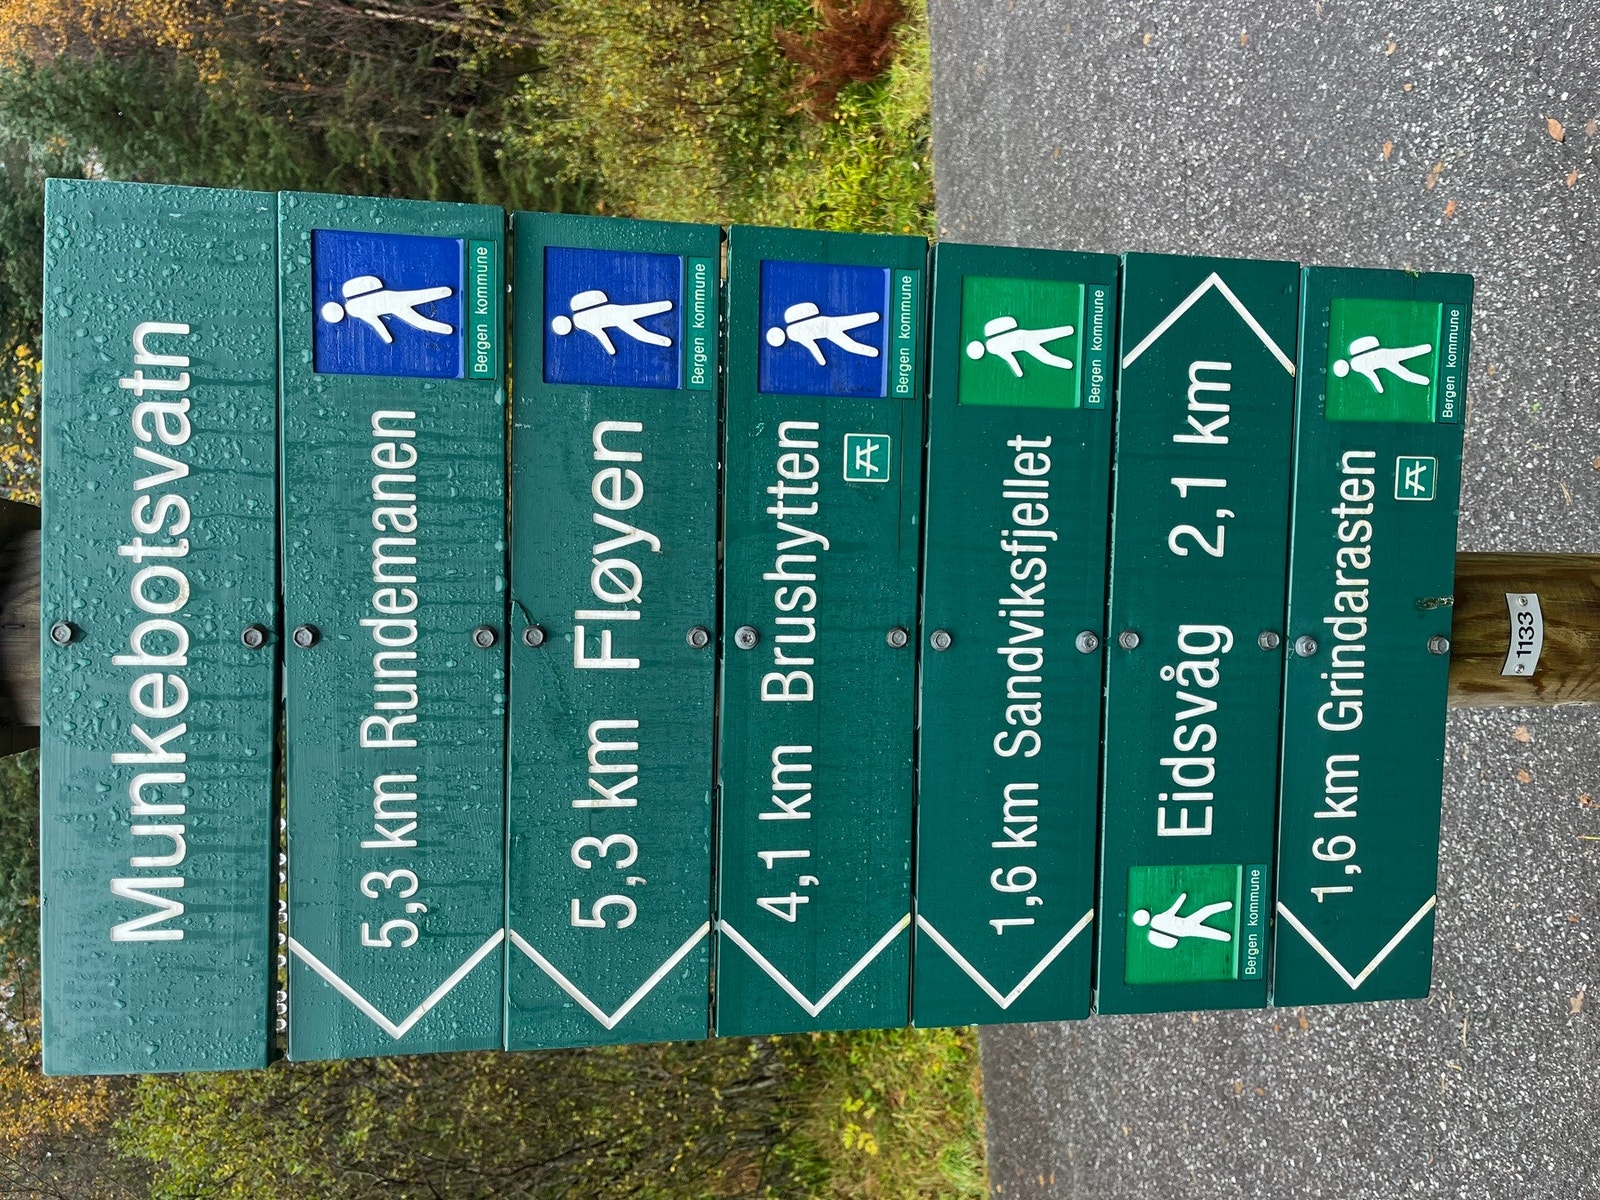 Munkebotsvatn
5,3 km Rundemanen
Bergen kommune
5,3 km Fløyen
Bergen kommune
4,1 km Brushytten
Bergen kommune
1,6 km Sandviksfjellet
Bergen kommune
Eidsvåg 2,1 km
Bergen kommune
1,6 km Grindarasten
Bergen kommune
1133